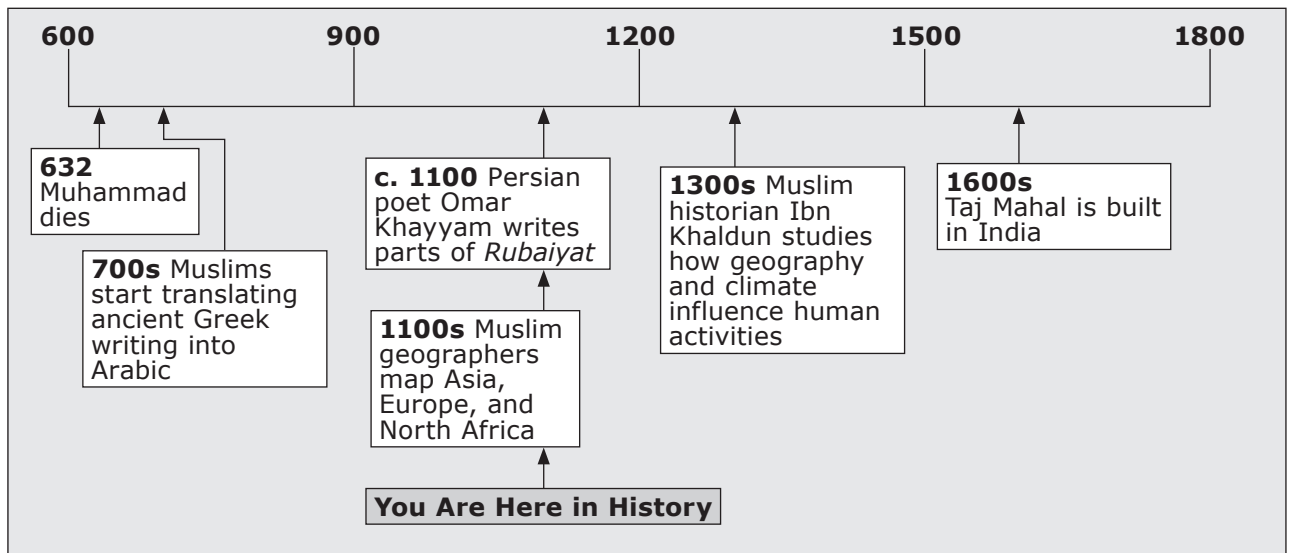 600 900 1200 1500 1800
632
Muhammad
dies
700s Muslims
start translating
ancient Greek
writing into
Arabic
c. 1100 Persian
poet Omar
Khayyam writes
parts of Rubaiyat
1100s Muslim
geographers
map Asia,
Europe, and
North Africa
You Are Here in History
1300s Muslim
historian Ibn
Khaldun studies
how geography
and climate
influence human
activities
1600s
Taj Mahal is built
in India